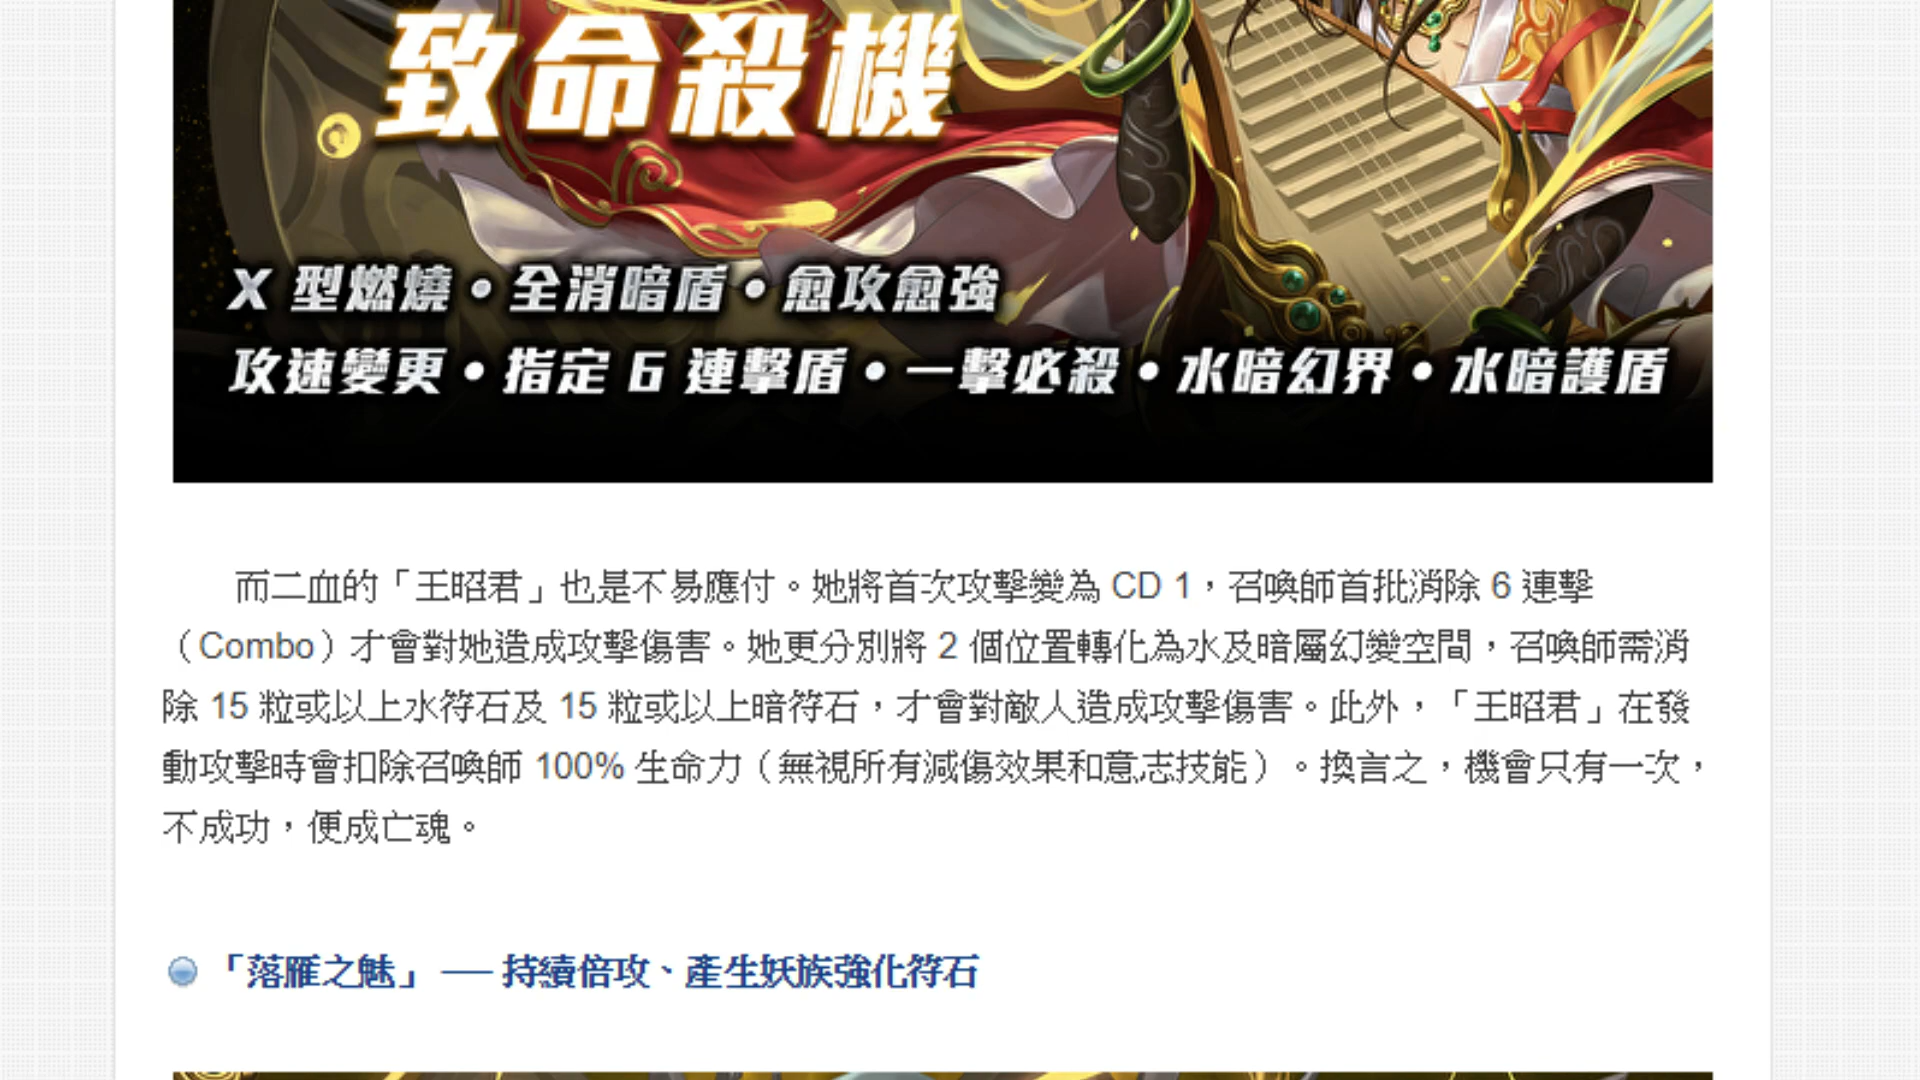 致命殺機
X 型燃燒•全消暗盾•愈攻愈強
攻速變更•指定 6 連擊盾•一擊必殺•水暗幻界•水暗護盾
而二血的「王昭君」也是不易應付。她將首次攻擊變為 CD 1，召喚師首批消除 6 連擊
（Combo）才會對她造成攻擊傷害。她更分別將 2 個位置轉化為水及暗屬幻變空間，召喚師需消
除 15 粒或以上水符石及 15 粒或以上暗符石，才會對敵人造成攻擊傷害。此外，「王昭君」在發
動攻擊時會扣除召喚師 100% 生命力（無視所有減傷效果和意志技能）。換言之，機會只有一次，
不成功，便成亡魂。
「落雁之魅」 ── 持續倍攻、產生妖族強化符石